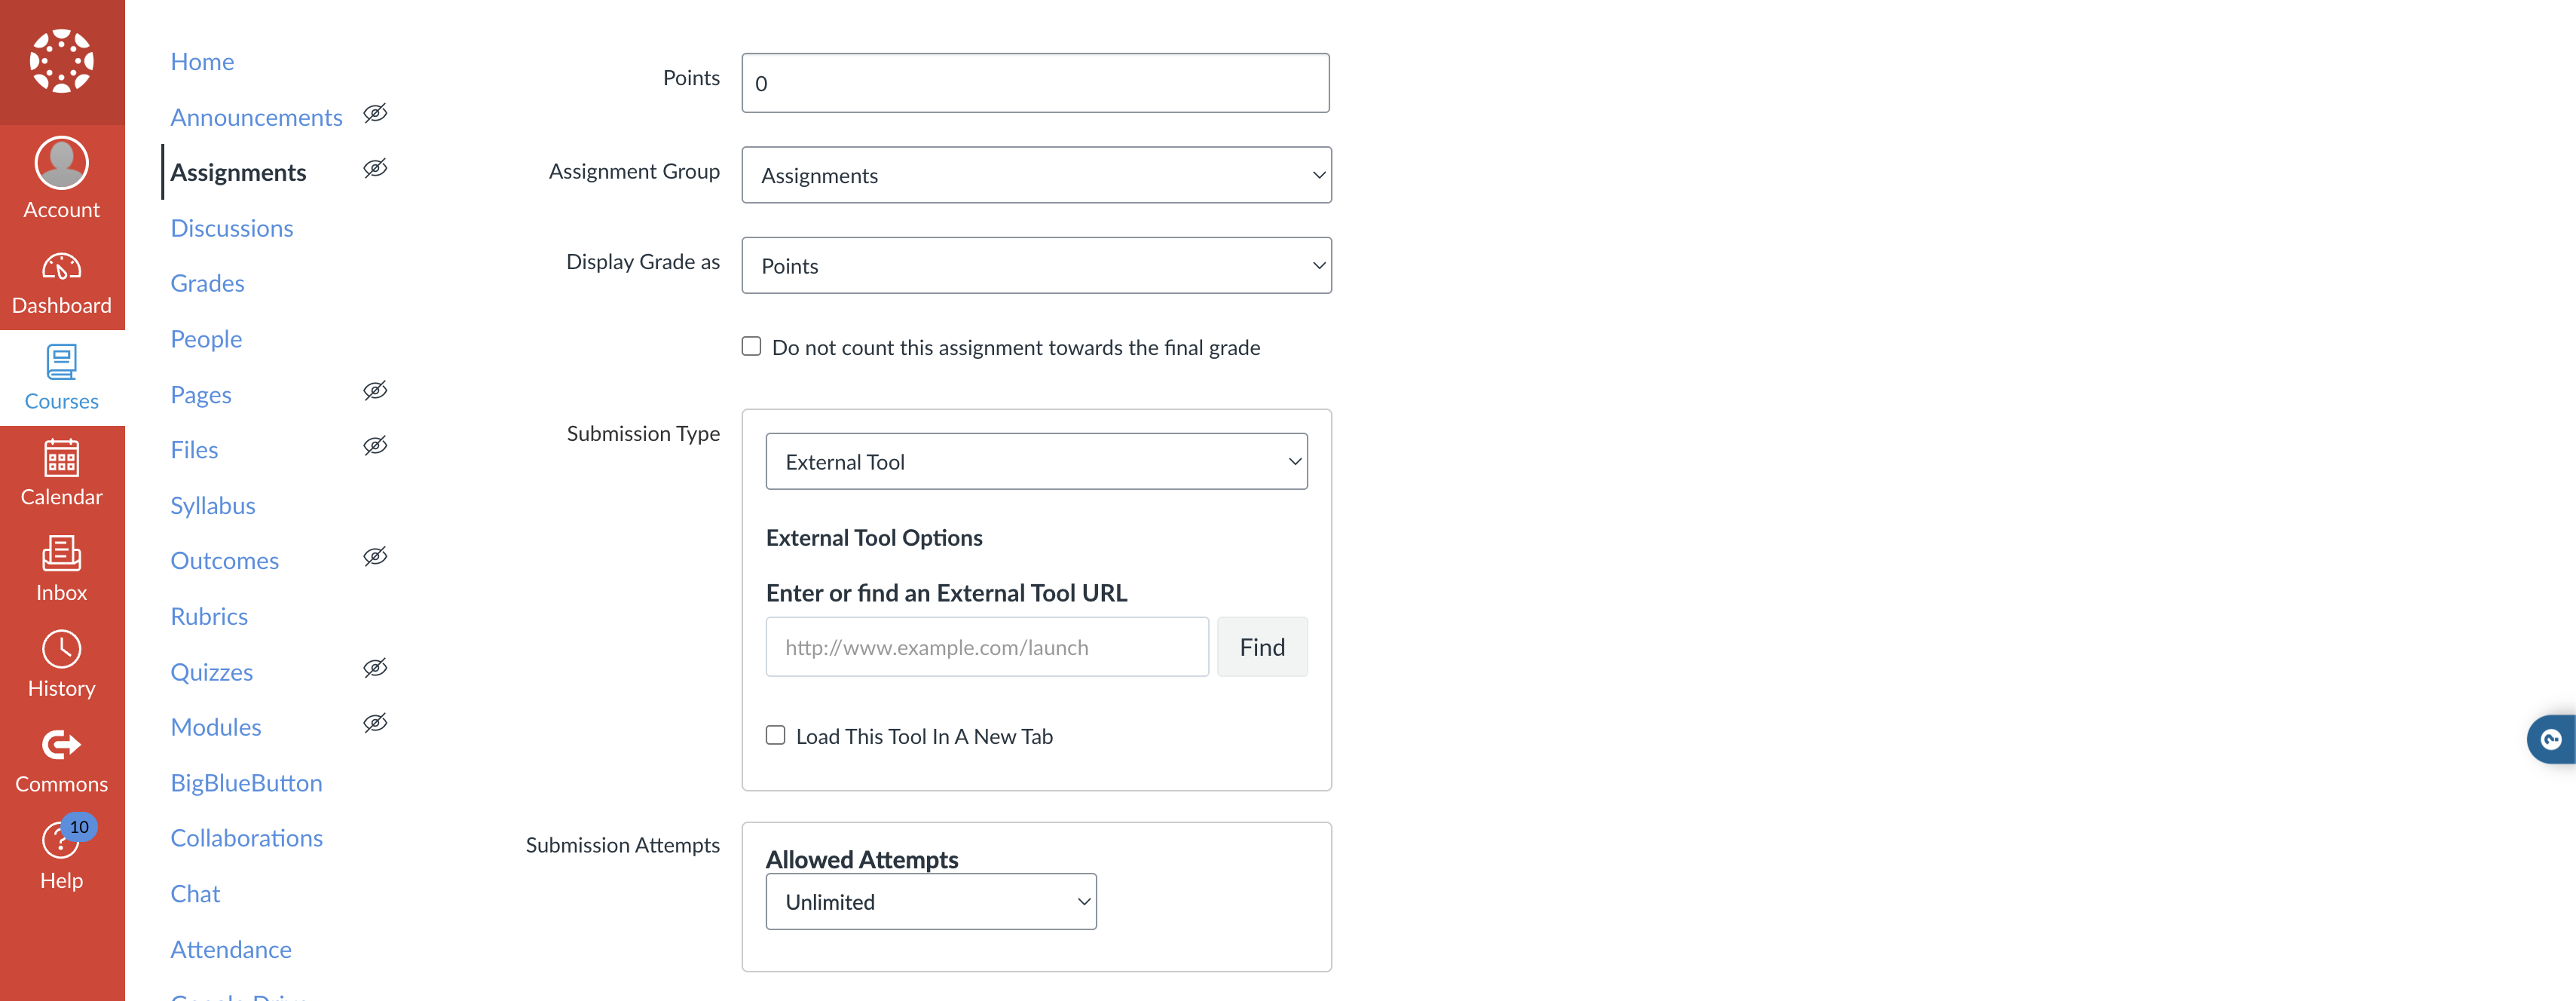 Account
Dashboard
Courses
Calendar
Inbox
History
Commons
10
Help
Home
Announcements
Assignments
Discussions
Grades
People
Pages
Files
Syllabus
Outcomes
Rubrics
Quizzes
Modules
BigBlueButton
Collaborations
Chat
Attendance
Points
0
Assignment Group
Assignments
Display Grade as
Points
Do not count this assignment towards the final grade
Submission Type
External Tool
External Tool Options
Enter or find an External Tool URL
http://www.example.com/launch
Find
Load This Tool In A New Tab
Submission Attempts
Allowed Attempts
Unlimited